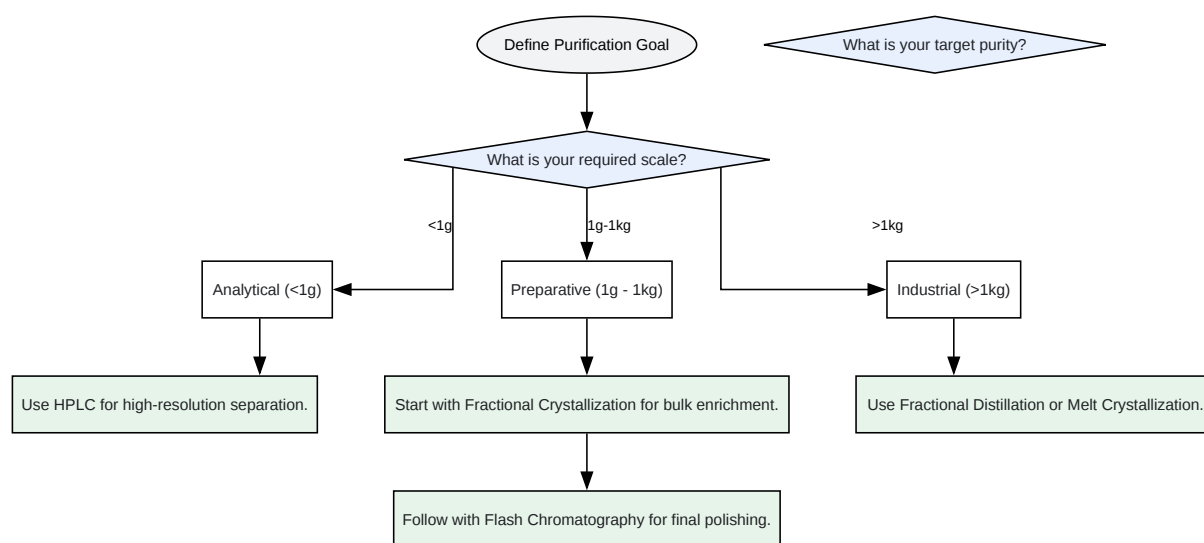 Define Purification Goal
What is your target purity?
What is your required scale?
<1g
1g-1kg
>1kg
Analytical (<1g)
Preparative (1g - 1kg)
Industrial (>1kg)
Use HPLC for high-resolution separation.
Start with Fractional Crystallization for bulk enrichment.
Use Fractional Distillation or Melt Crystallization.
Follow with Flash Chromatography for final polishing.